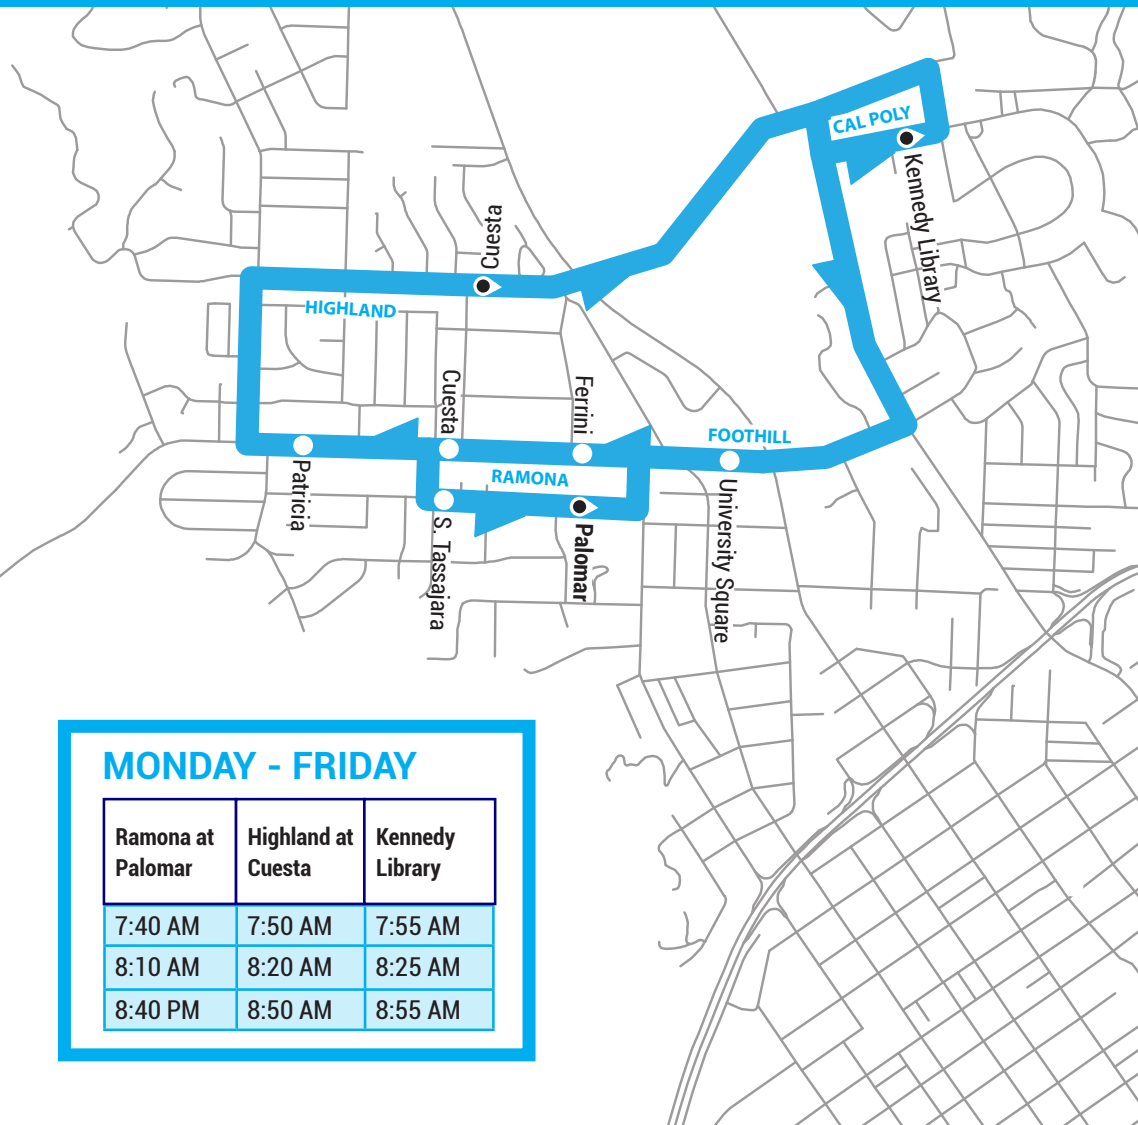 CAL POLY
Kennedy Library
Cuesta
HIGHLAND
Cuesta
Ferrini
FOOTHILL
Patricia
RAMONA
University Square
S. Tassajara
Palomar
MONDAY - FRIDAY
Ramona at Palomar
Highland at Cuesta
Kennedy Library
7:40 AM 7:50 AM 7:55 AM
8:10 AM 8:20 AM 8:25 AM
8:40 PM 8:50 AM 8:55 AM